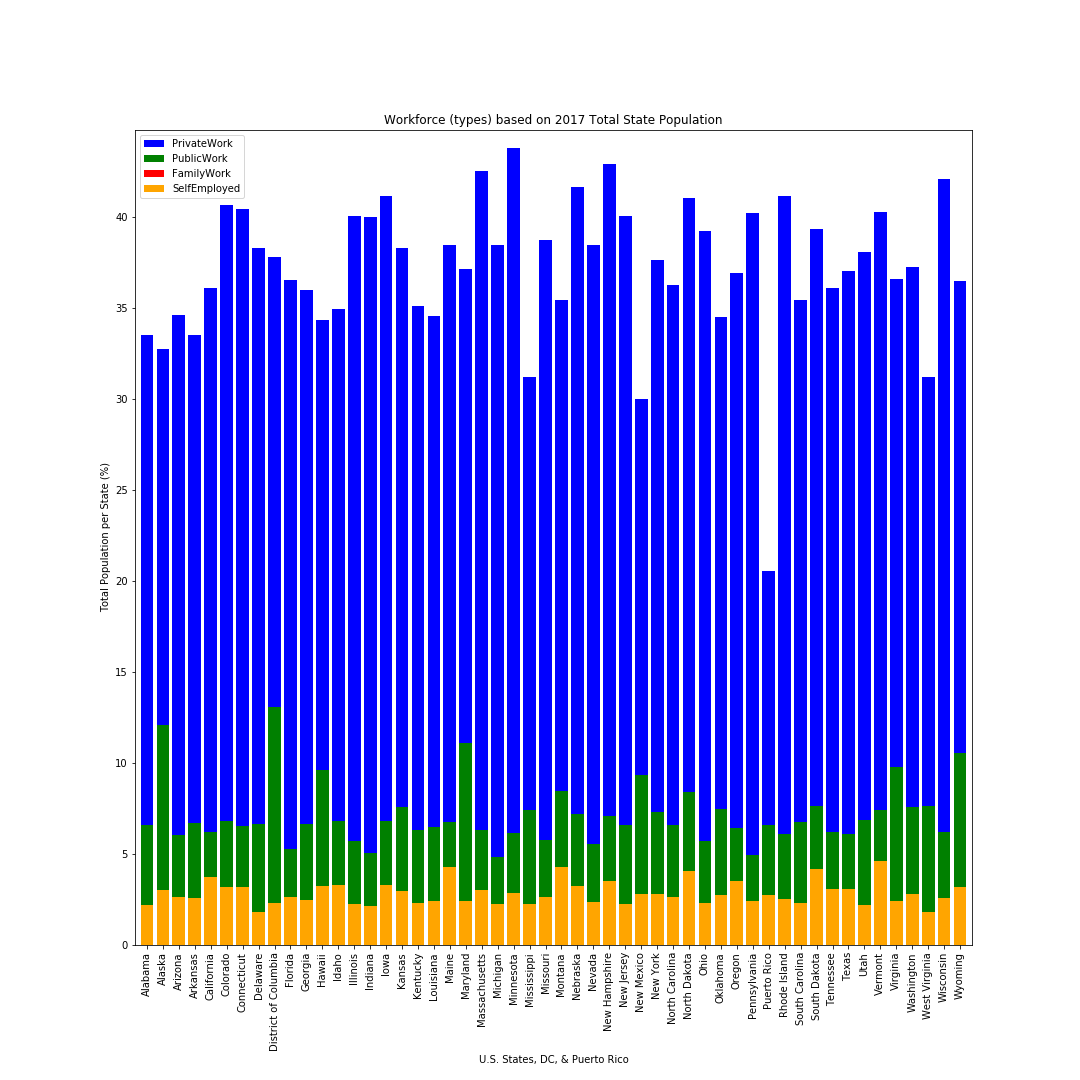 Workforce (types) based on 2017 Total State Population
PrivateWork
PublicWork
FamilyWork
SelfEmployed
Total Population per State (%)
40
35
30
25
20
15
10
5
0
Alabama
Alaska
Arizona
Arkansas
California
Colorado
Connecticut
Delaware
District of Columbia
Florida
Georgia
Hawaii
Idaho
Illinois
Indiana
Iowa
Kansas
Kentucky
Louisiana
Maine
Maryland
Massachusetts
Michigan
Minnesota
Mississippi
Missouri
Montana
Nebraska
Nevada
New Hampshire
New Jersey
New Mexico
New York
North Carolina
North Dakota
Ohio
Oklahoma
Oregon
Pennsylvania
Puerto Rico
Rhode Island
South Carolina
South Dakota
Tennessee
Texas
Utah
Vermont
Virginia
Washington
West Virginia
Wisconsin
Wyoming
U.S. States, DC, & Puerto Rico